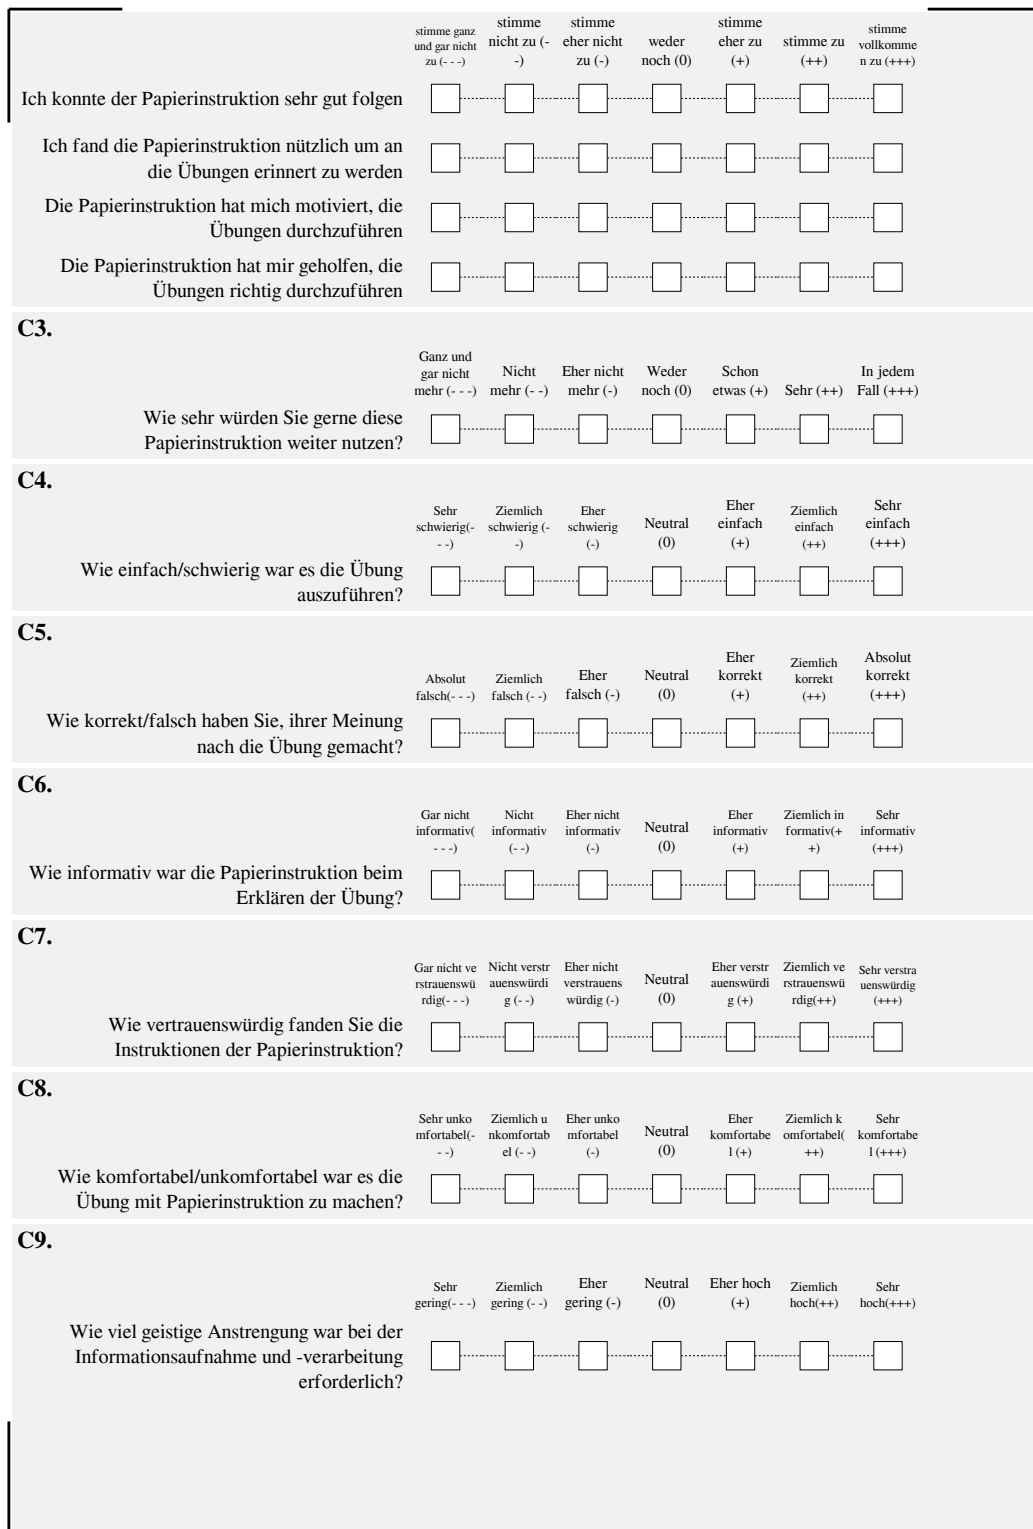 stimme ganz und gar nicht zu (- - -) stimme nicht zu (- -) stimme eher nicht zu (-) weder noch (0) stimme eher zu (+) stimme zu (++) stimme vollkomme n zu (+++)
Ich konnte der Papierinstruktion sehr gut folgen
Ich fand die Papierinstruktion nützlich um an
die Übungen erinnert zu werden
Die Papierinstruktion hat mich motiviert, die
Übungen durchzuführen
Die Papierinstruktion hat mir geholfen, die
Übungen richtig durchzuführen
C3.
Ganz und gar nicht mehr (- - -) Nicht mehr (- -) Eher nicht mehr (-) Weder noch (0) Schon etwas (+) Sehr (++) In jedem Fall (+++)
Wie sehr würden Sie gerne diese
Papierinstruktion weiter nutzen?
C4.
Sehr schwierig(- - -) Ziemlich schwierig (- -) Eher schwierig (-) Neutral (0) Eher einfach (+) Ziemlich einfach (++) Sehr einfach (+++)
Wie einfach/schwierig war es die Übung
auszuführen?
C5.
Absolut falsch(- - -) Ziemlich falsch (- -) Eher falsch (-) Neutral (0) Eher korrekt (+) Ziemlich korrekt (++) Absolut korrekt (+++)
Wie korrekt/falsch haben Sie, ihrer Meinung
nach die Übung gemacht?
C6.
Gar nicht informativ( - - -) Nicht informativ (- -) Eher nicht informativ (-) Neutral (0) Eher informativ (+) Ziemlich in formativ(+ +) Sehr informativ (+++)
Wie informativ war die Papierinstruktion beim
Erklären der Übung?
C7.
Gar nicht ve rstrauenswü rdig(- - -) Nicht verstr auenswürdi g (- -) Eher nicht verstrauens würdig (-) Neutral (0) Eher verstr auenswürdi g (+) Ziemlich ve rstrauenswü rdig(++) Sehr verstra uenswürdig (+++)
Wie vertrauenswürdig fanden Sie die
Instruktionen der Papierinstruktion?
C8.
Sehr unko mfortabel(- - -) Ziemlich u nkomfortab el (- -) Eher unko mfortabel (-) Neutral (0) Eher komfortabe l (+) Ziemlich k omfortabel( ++) Sehr komfortabe l (+++)
Wie komfortabel/unkomfortabel war es die
Übung mit Papierinstruktion zu machen?
C9.
Sehr gering(- - -) Ziemlich gering (- -) Eher gering (-) Neutral (0) Eher hoch (+) Ziemlich hoch(++) Sehr hoch(+++)
Wie viel geistige Anstrengung war bei der
Informationsaufnahme und -verarbeitung
erforderlich?